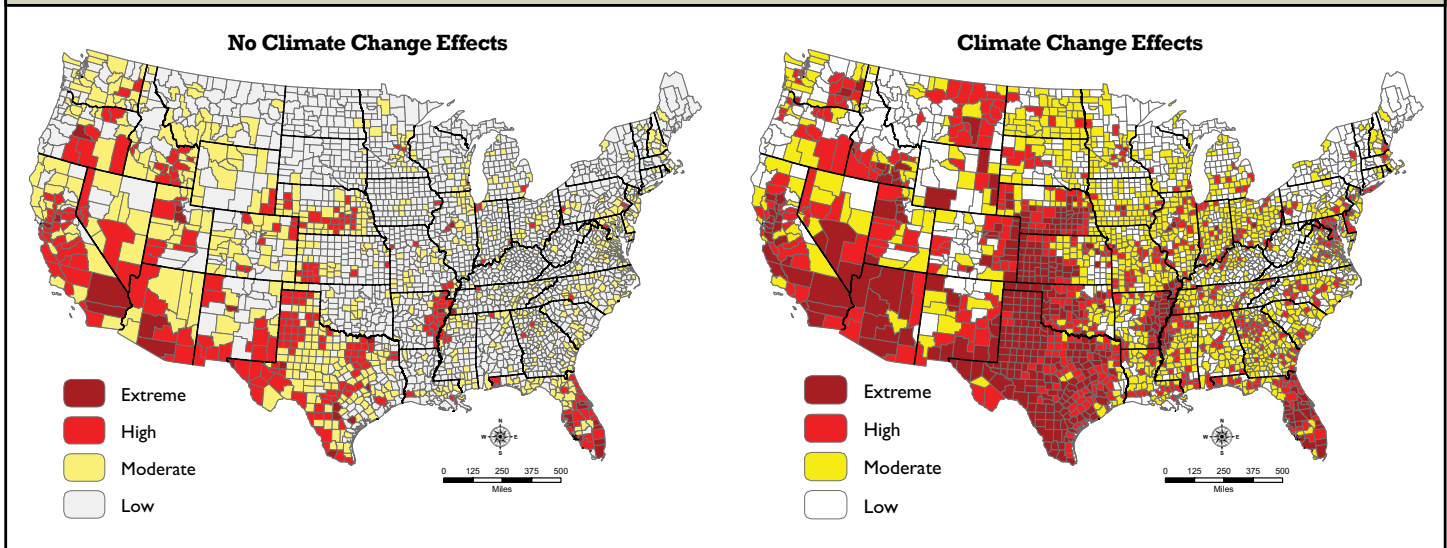 No Climate Change Effects
Extreme
High
Moderate
Low
N
W E
S
0 125 250 375 500
Miles
Climate Change Effects
Extreme
High
Moderate
Low
N
W E
S
0 125 250 375 500
Miles